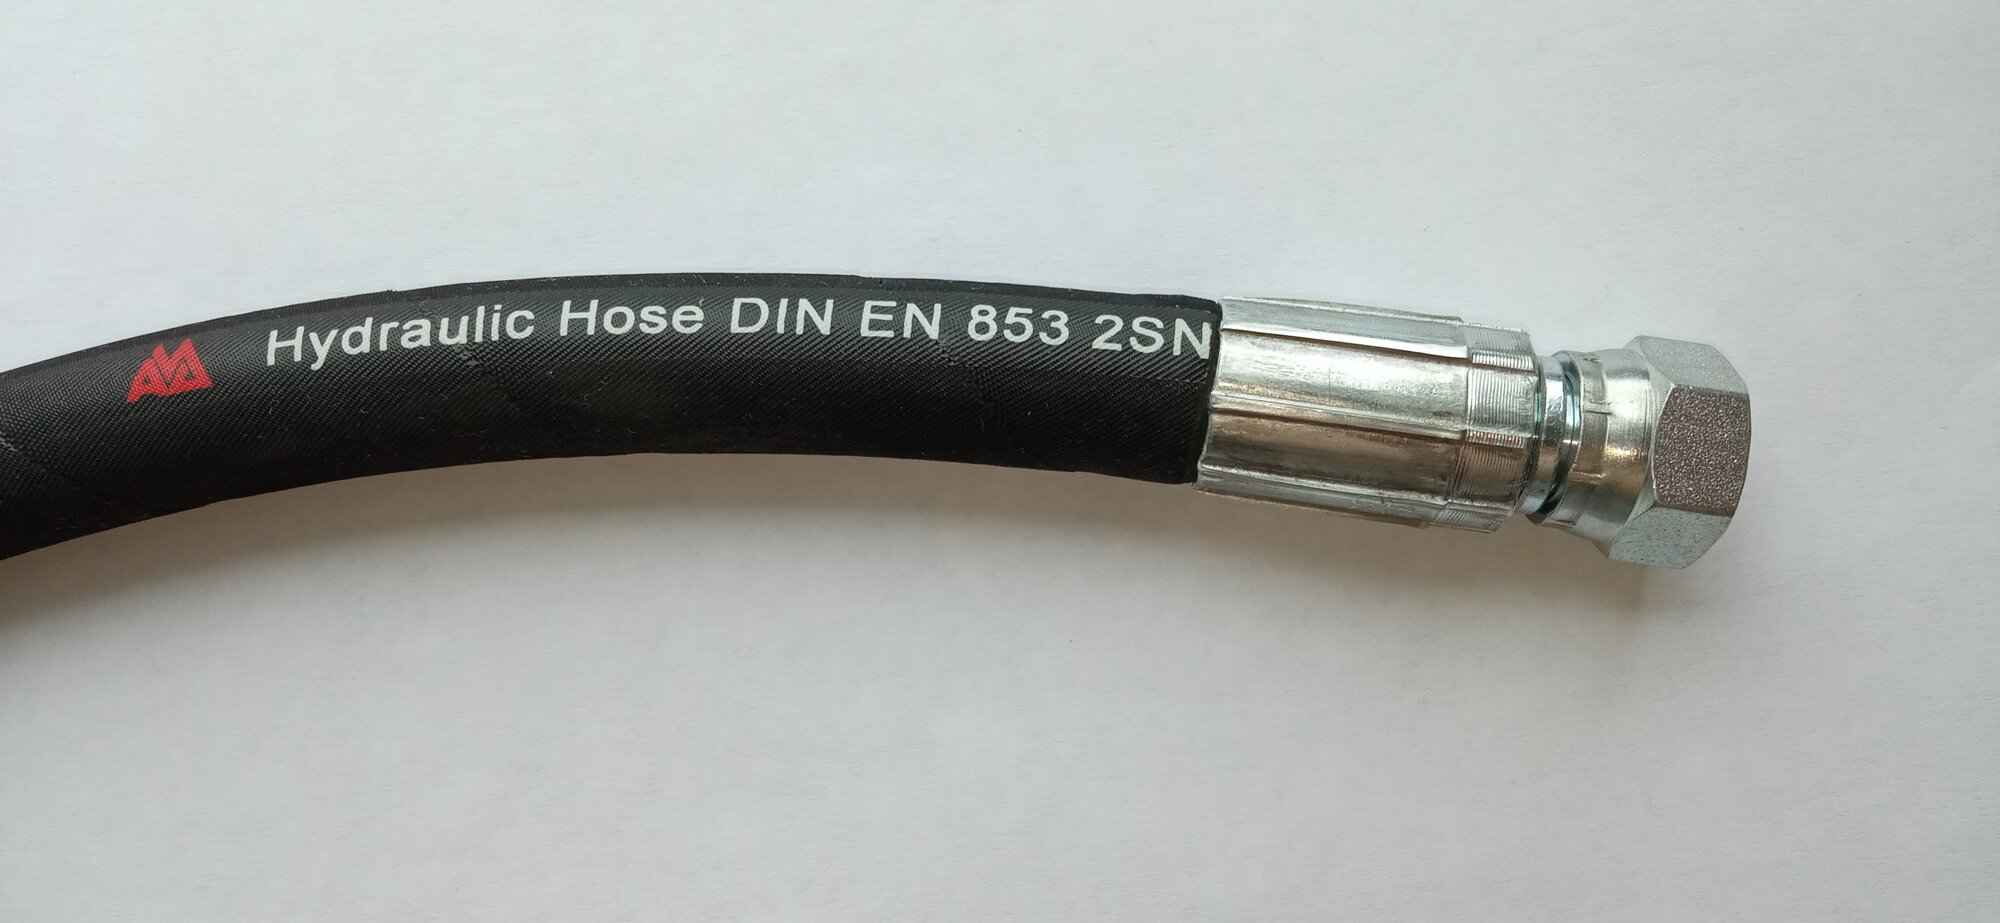 Hydraulic Hose DIN EN 853 2SN